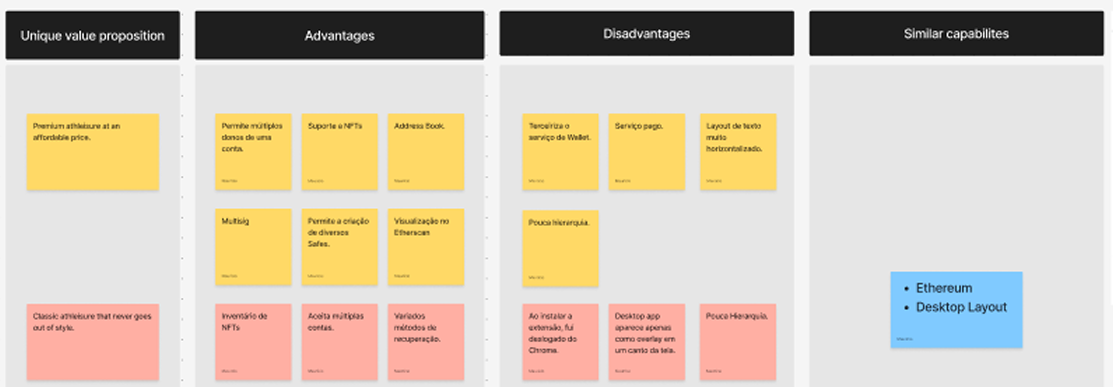 Unique value proposition
Advantages
Disadvantages
Similar capabilites
Premium athleisure at an
affordable price.
Permite múltiplos
donos de uma
conta.
Suporte a NFTs
Address Book.
Terceiriza o
serviço de Wallet.
Serviço pago.
Layout de texto
muito
horizontalizado.
Multisig
Permite a criação
de diversos
Safes.
Visualização no
Etherscan
Pouca hierarquia.
Classic athleisure that never goes
out of style.
Inventário de
NFTs
Aceita múltiplas
contas.
Variados
métodos de
recuperação.
Ao instalar a
extensão, fui
deslogado do
Chrome.
Desktop app
aparece apenas
como overlay em
um canto da tela.
Pouca Hierarquia.
• Ethereum
• Desktop Layout